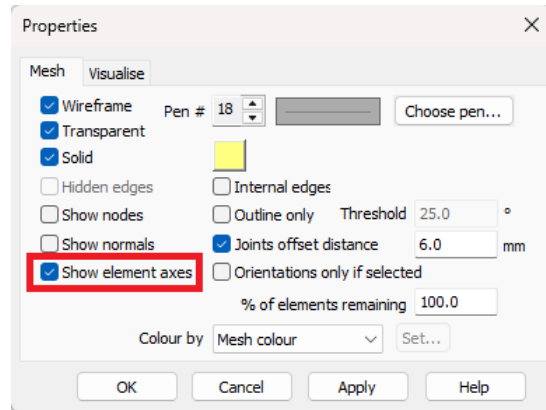 Properties
Mesh Visualise
Wireframe Pen # 18 Choose pen...
Transparent
Solid
Hidden edges Internal edges
Show nodes Outline only Threshold 25.0 °
Show normals Joints offset distance 6.0 mm
Show element axes Orientations only if selected
% of elements remaining 100.0
Colour by Mesh colour Set...
OK Cancel Apply Help